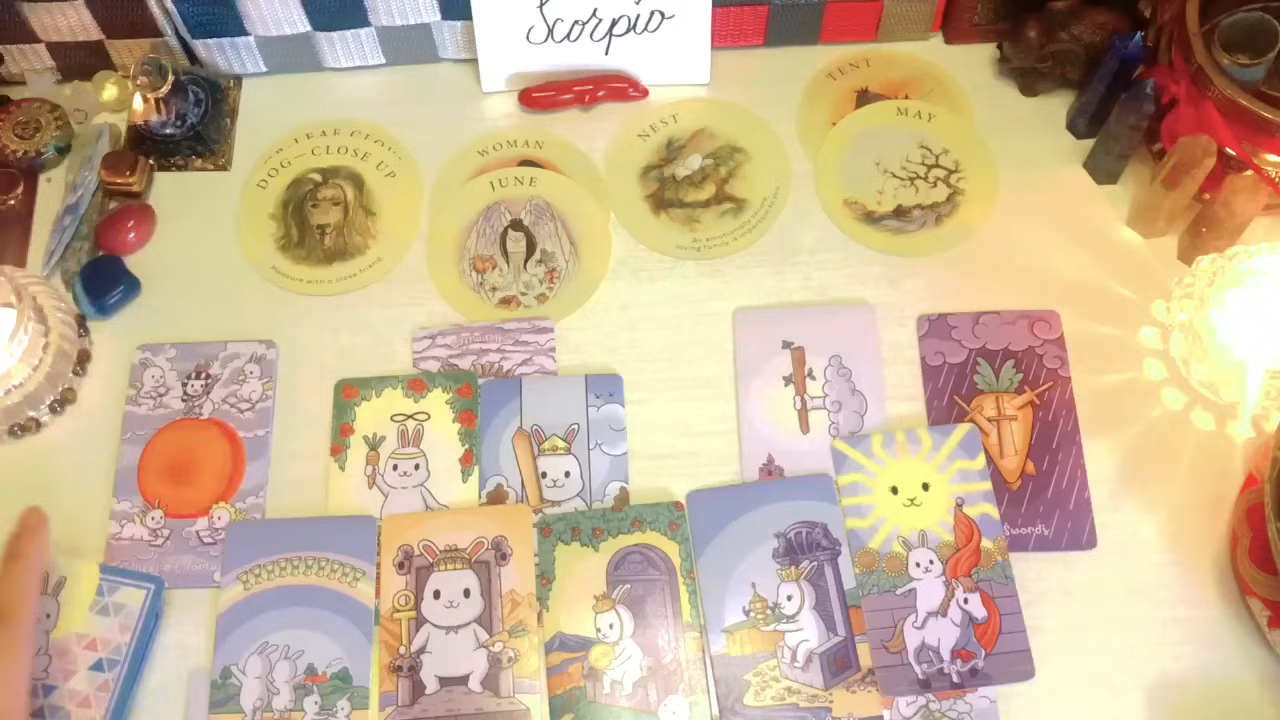 Scorpio
TENT
MAY
NEST
An emotionally secure,
loving family is important to you.
WOMAN
JUNE
DOG—CLOSE UP
Pleasure with a close friend.
Swords